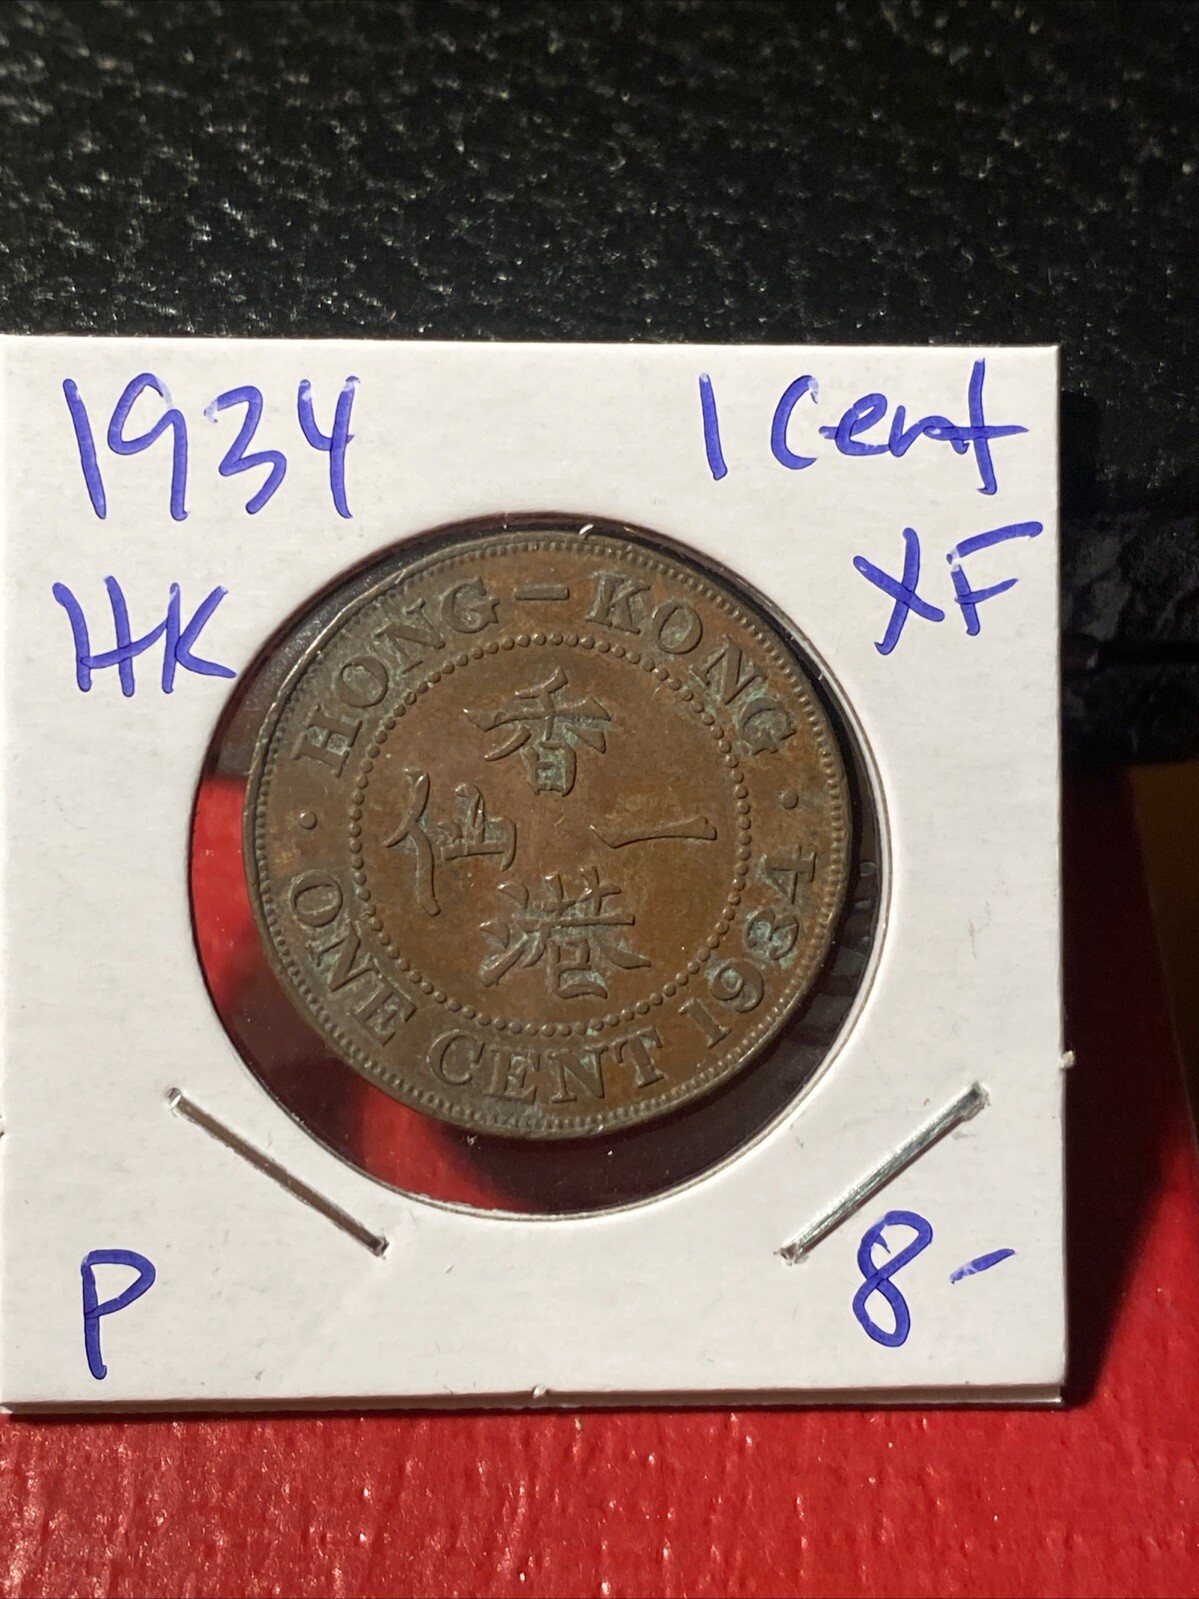 1934
1 Cent
HK
XF
HONG-KONG
香
仙 一
港
· ONE CENT 1934 ·
P
8-